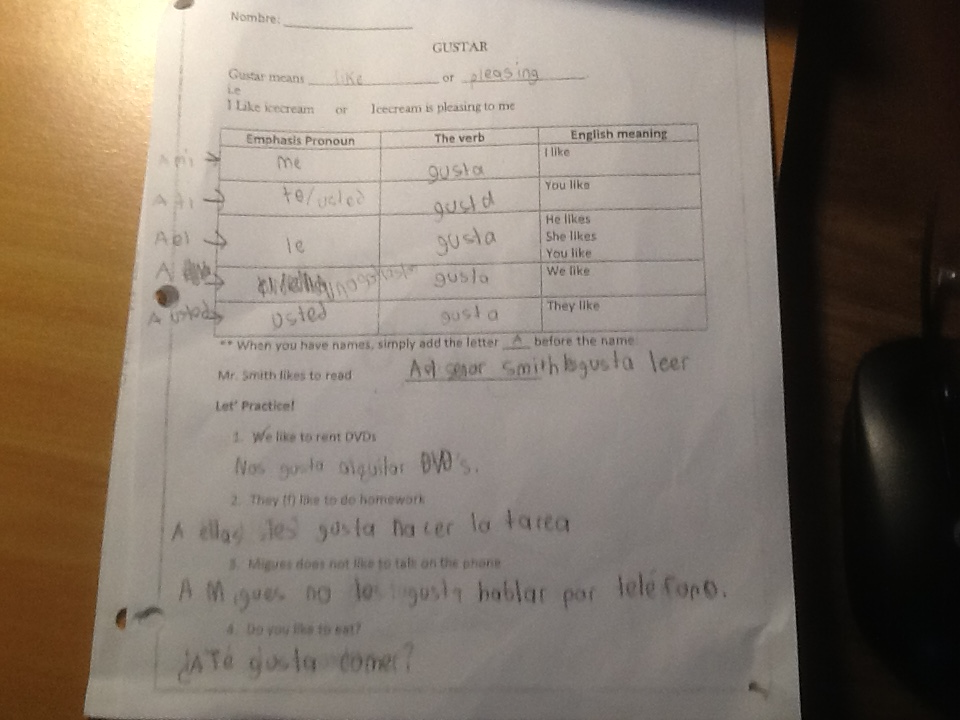 Nombre:
GUSTAR
Gustar means like or pleasing
i.e
I Like icecream or Icecream is pleasing to me
Emphasis Pronoun The verb English meaning
A mi → me gusta I like
A ti → te/usted gusta You like
A el → le gusta He likes
She likes
You like
A → gusta We like
A usted → usted gusta They like
** When you have names, simply add the letter A before the name
Mr. Smith likes to read smith gusta leer
Let' Practice!
1. We like to rent DVDs
Nos gusta alquilar DVD's.
2. They (f) like to do homework
A ellas les gusta hacer la tarea
3. Migues does not like to talk on the phone
A Migues no les gusta hablar por teléfono.
4. Do you like to eat?
¿A Te gusta comer?